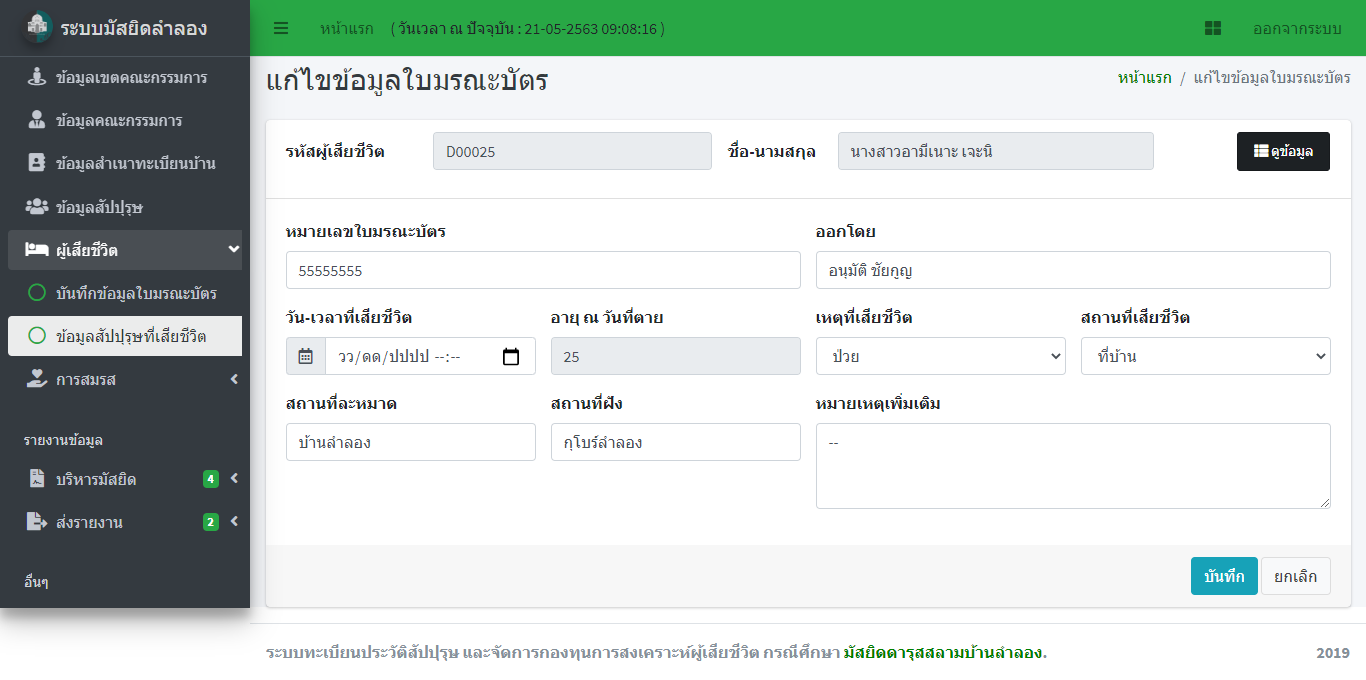 ระบบมัสยิดลำลอง
หน้าแรก ( วันเวลา ณ ปัจจุบัน : 21-05-2563 09:08:16 )
ออกจากระบบ
ข้อมูลเขตคณะกรรมการ
ข้อมูลคณะกรรมการ
ข้อมูลสำเนาทะเบียนบ้าน
ข้อมูลสัปปุรุษ
ผู้เสียชีวิต
บันทึกข้อมูลใบมรณะบัตร
ข้อมูลสัปปุรุษที่เสียชีวิต
การสมรส
รายงานข้อมูล
บริหารมัสยิด 4
ส่งรายงาน 2
อื่นๆ
แก้ไขข้อมูลใบมรณะบัตร
หน้าแรก / แก้ไขข้อมูลใบมรณะบัตร
รหัสผู้เสียชีวิต D00025 ชื่อ-นามสกุล นางสาวอามีเนาะ เจะนิ ดูข้อมูล
หมายเลขใบมรณะบัตร ออกโดย
55555555 อนุมัติ ชัยกูญ
วัน-เวลาที่เสียชีวิต อายุ ณ วันที่ตาย เหตุที่เสียชีวิต สถานที่เสียชีวิต
วว/ดด/ปปปป --:-- 25 ป่วย ที่บ้าน
สถานที่ละหมาด สถานที่ฝัง หมายเหตุเพิ่มเติม
บ้านลำลอง กุโบร์ลำลอง --
บันทึก ยกเลิก
ระบบทะเบียนประวัติสัปปุรุษ และจัดการกองทุนการสงเคราะห์ผู้เสียชีวิต กรณีศึกษา มัสยิดดารุสสลามบ้านลำลอง. 2019